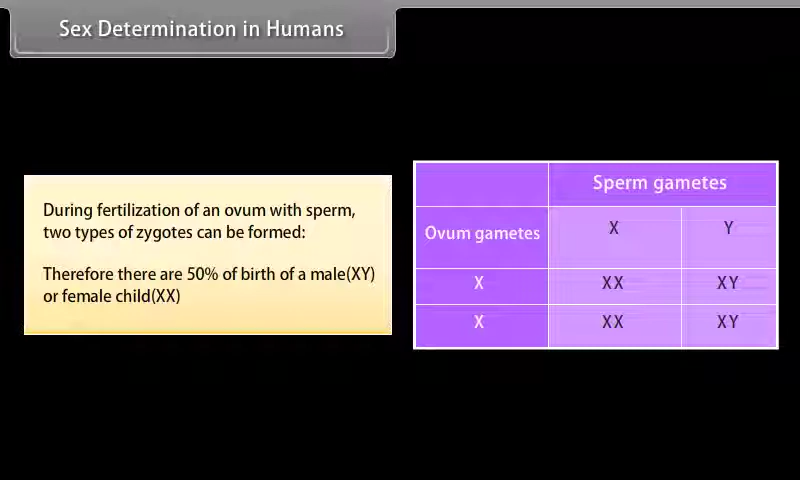 Sex Determination in Humans
During fertilization of an ovum with sperm,
two types of zygotes can be formed:
Therefore there are 50% of birth of a male(XY)
or female child(XX)
Sperm gametes
Ovum gametes X Y
X XX XY
X XX XY